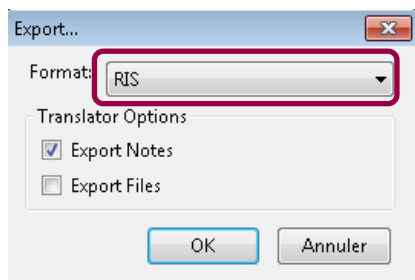 Export...
Format: RIS
Translator Options
Export Notes
Export Files
OK Annuler